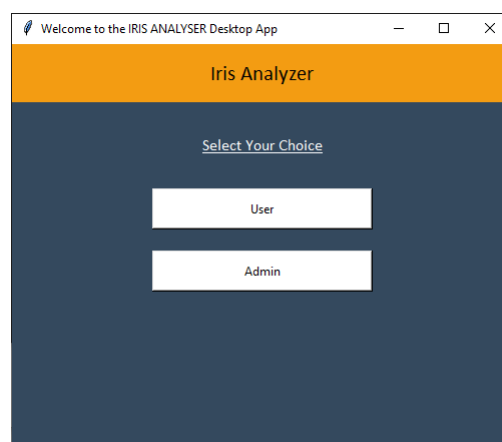 Welcome to the IRIS ANALYSER Desktop App
Iris Analyzer
Select Your Choice
User
Admin